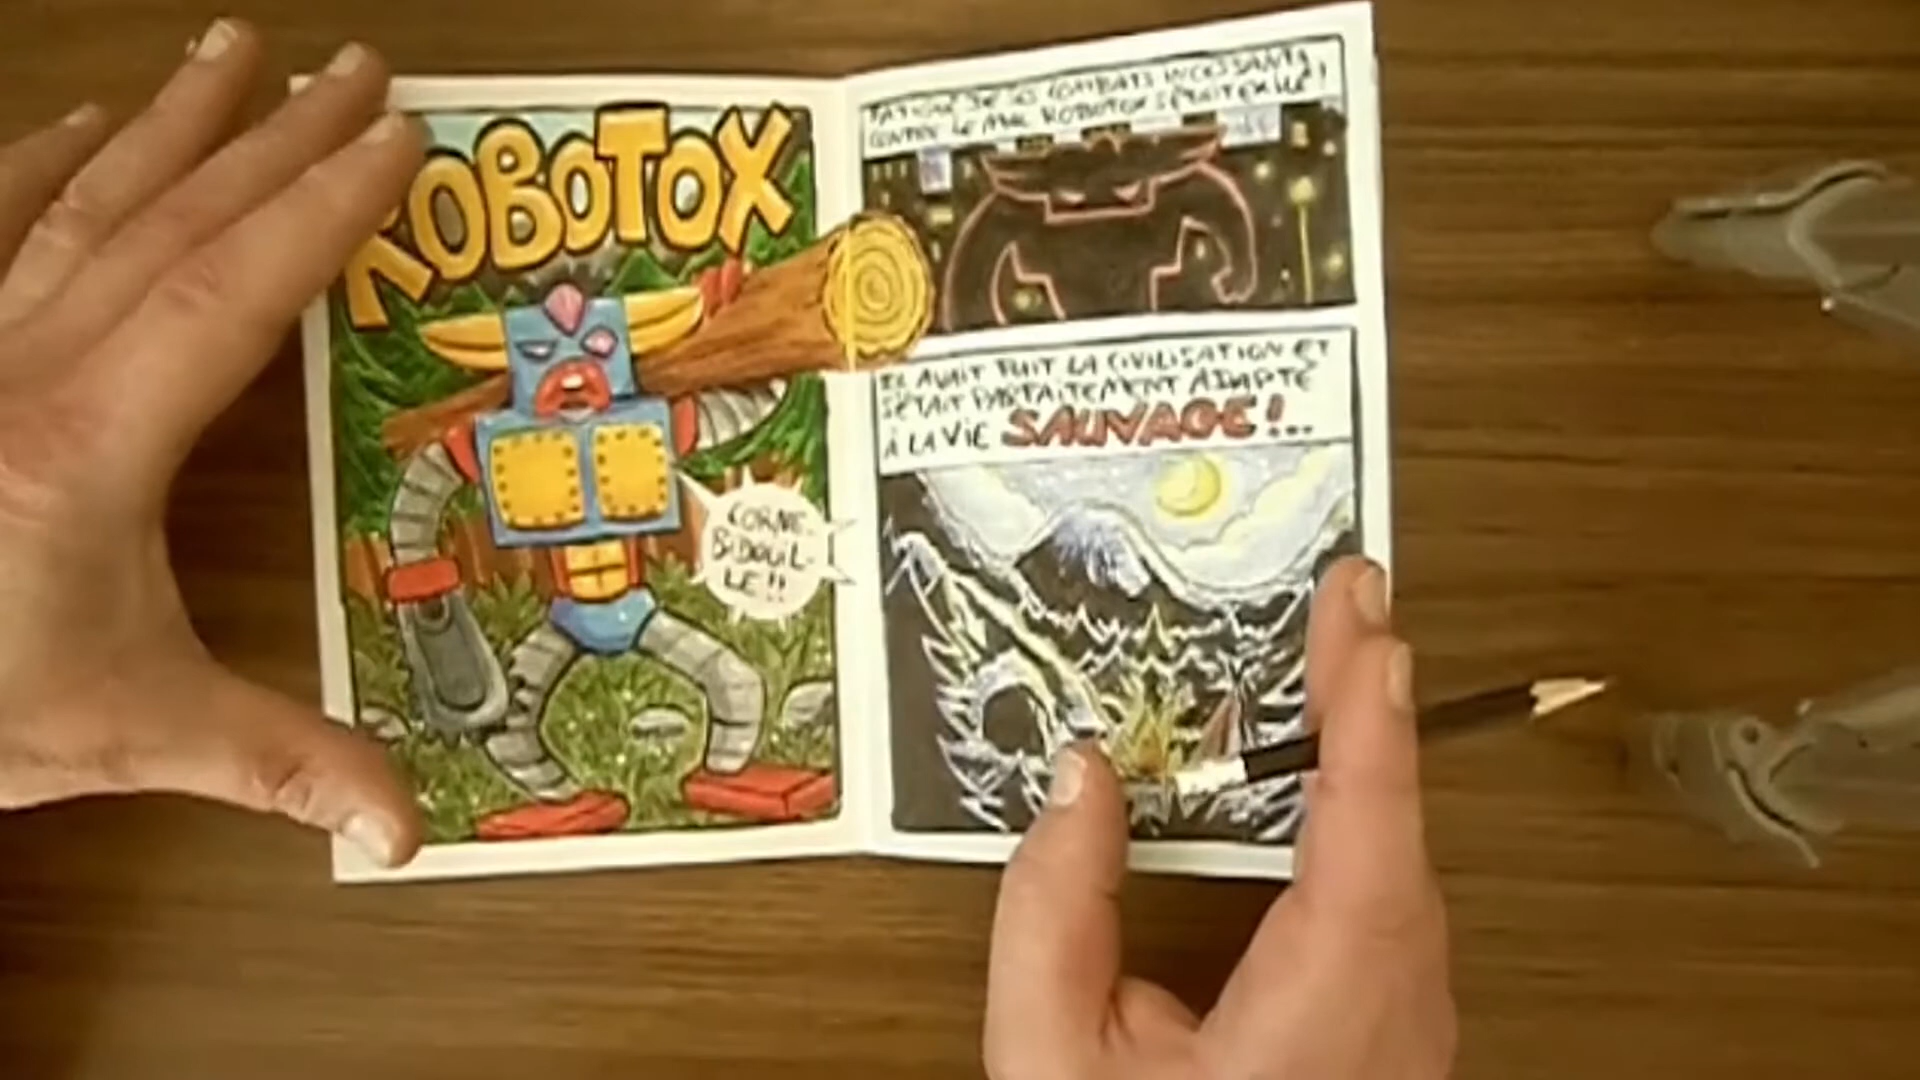 ROBOTOX
CORNE-
BIDOUIL-
LE!!
FATIGUÉ DE SES COMBATS INCESSANTS
CONTRE LE MAL ROBOTOX S'ÉTAIT EXILÉ!
IL AVAIT FUIT LA CIVILISATION ET
S'ÉTAIT PARFAITEMENT ADAPTÉ
À LA VIE SAUVAGE!...